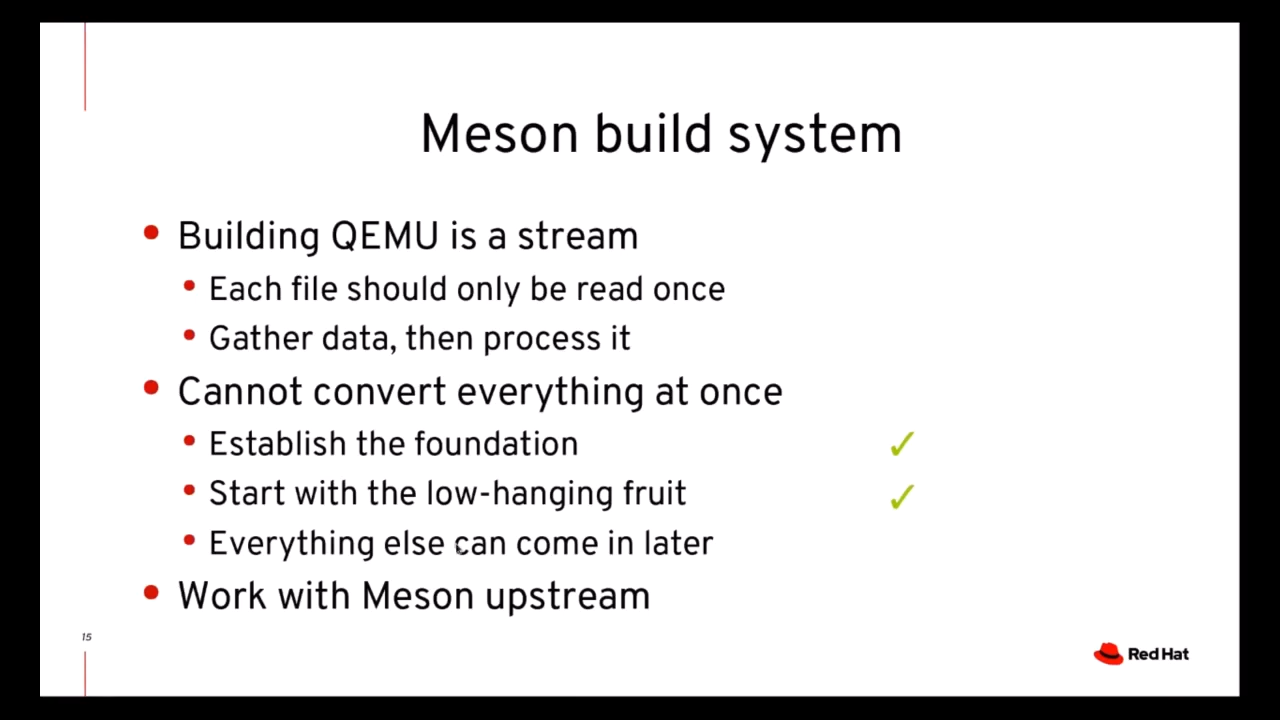 Meson build system
Building QEMU is a stream
Each file should only be read once
Gather data, then process it
Cannot convert everything at once
Establish the foundation
Start with the low-hanging fruit
Everything else can come in later
Work with Meson upstream
15
Red Hat